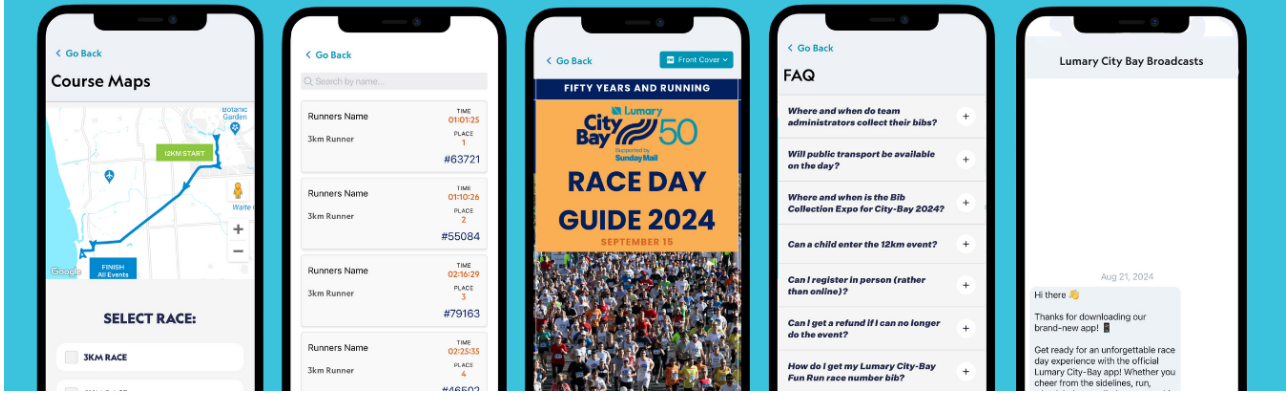 Go Back
Course Maps
Botanic
Garden
12KM START
Waite
Google
FINISH
All Events
SELECT RACE:
3KM RACE
Go Back
Search by name...
Runners Name
TIME
01:01:25
3km Runner
PLACE
1
#63721
Runners Name
TIME
01:10:26
3km Runner
PLACE
2
#55084
Runners Name
TIME
02:16:29
3km Runner
PLACE
3
#79163
Runners Name
TIME
02:25:35
3km Runner
PLACE
4
#46502
Go Back
Front Cover
FIFTY YEARS AND RUNNING
Lumary
City
Bay 50
Supported by
Sunday Mail
RACE DAY
GUIDE 2024
SEPTEMBER 15
Go Back
FAQ
Where and when do team
administrators collect their bibs?
Will public transport be available
on the day?
Where and when is the Bib
Collection Expo for City-Bay 2024?
Can a child enter the 12km event?
Can I register in person (rather
than online)?
Can I get a refund if I can no longer
do the event?
How do I get my Lumary City-Bay
Fun Run race number bib?
Lumary City Bay Broadcasts
Aug 21, 2024
Hi there 👋
Thanks for downloading our
brand-new app! 📱
Get ready for an unforgettable race
day experience with the official
Lumary City-Bay app! Whether you
cheer from the sidelines, run,